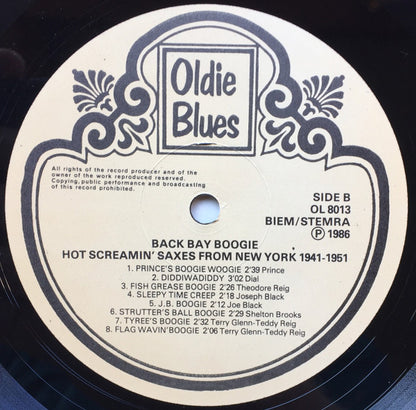 Oldie
Blues
All rights of the record producer and of the
owner of the work reproduced reserved.
Copying, public performance and broadcasting
of this record prohibited.
SIDE B
OL 8013
BIEM/STEMRA
Ⓟ 1986
BACK BAY BOOGIE
HOT SCREAMIN' SAXES FROM NEW YORK 1941-1951
1. PRINCE'S BOOGIE WOOGIE 2'39 Prince
2. DIDDIWADIDDY 3'02 Dial
3. FISH GREASE BOOGIE 2'26 Theodore Reig
4. SLEEPY TIME CREEP 2'18 Joseph Black
5. J.B. BOOGIE 2'12 Joe Black
6. STRUTTER'S BALL BOOGIE 2'29 Shelton Brooks
7. TYREE'S BOOGIE 2'32 Terry Glenn-Teddy Reig
8. FLAG WAVIN' BOOGIE 2'06 Terry Glenn-Teddy Reig